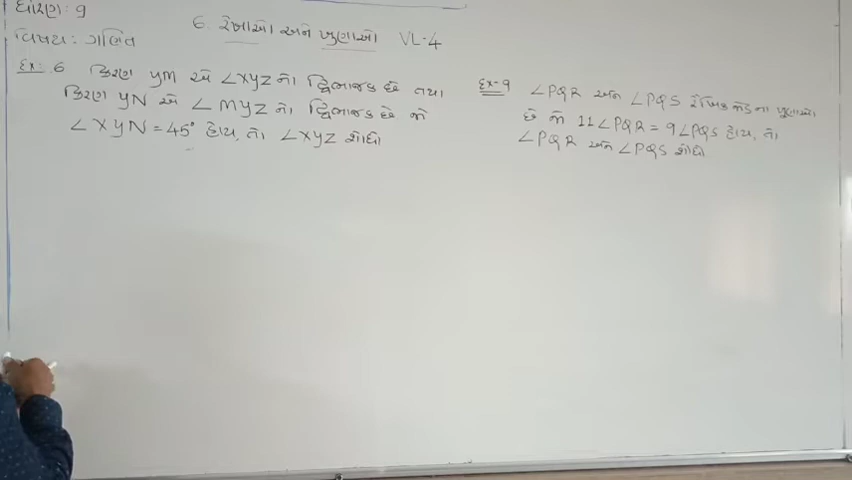 ધોરણ: 9
6. રેખાઓ અને ખૂણાઓ VL-4
વિષય: ગણિત
Ex: 6 કિરણ YM એ ∠XYZ નો દ્વિભાજક છે તથા
કિરણ YN એ ∠MYZ નો દ્વિભાજક છે જો
∠XYN = 45° હોય, તો ∠XYZ શોધો
Ex-9 ∠PQR અને ∠PQS રૈખિક જોડના ખૂણાઓ
છે જો 11∠PQR = 9∠PQS હોય, તો
∠PQR અને ∠PQS શોધો